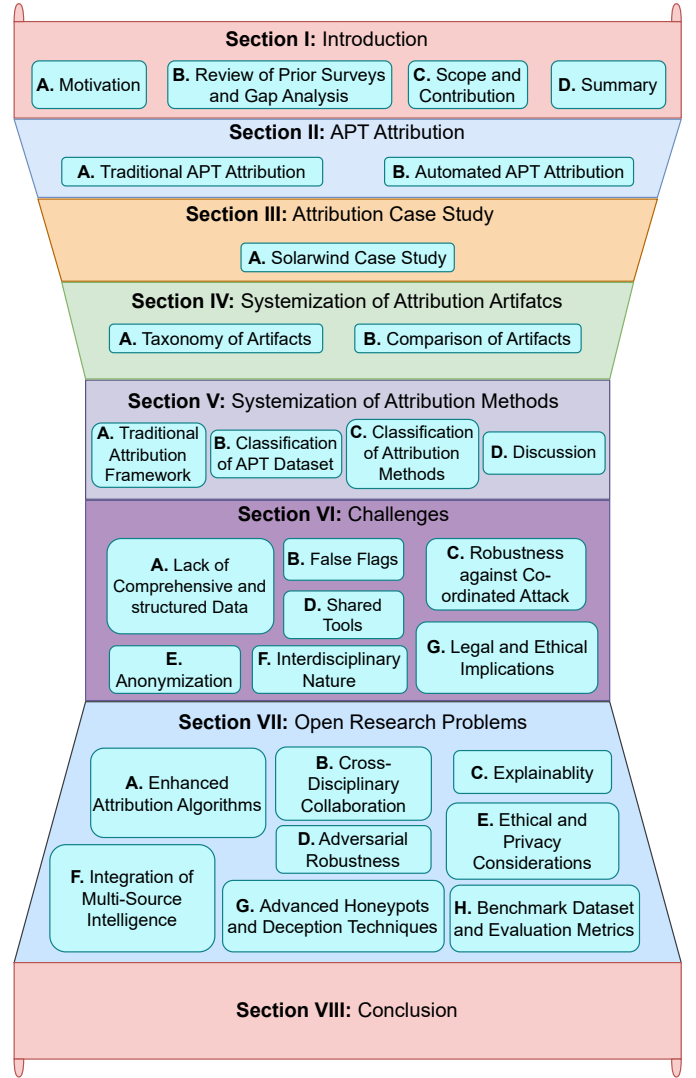 Section I: Introduction
A. Motivation
B. Review of Prior Surveys
and Gap Analysis
C. Scope and
Contribution
D. Summary
Section II: APT Attribution
A. Traditional APT Attribution
B. Automated APT Attribution
Section III: Attribution Case Study
A. Solarwind Case Study
Section IV: Systemization of Attribution Artifatcs
A. Taxonomy of Artifacts
B. Comparison of Artifacts
Section V: Systemization of Attribution Methods
A. Traditional
Attribution
Framework
B. Classification
of APT Dataset
C. Classification
of Attribution
Methods
D. Discussion
Section VI: Challenges
A. Lack of
Comprehensive and
structured Data
B. False Flags
C. Robustness
against Co-
ordinated Attack
D. Shared
Tools
E.
Anonymization
F. Interdisciplinary
Nature
G. Legal and Ethical
Implications
Section VII: Open Research Problems
A. Enhanced
Attribution Algorithms
B. Cross-
Disciplinary
Collaboration
C. Explainablity
D. Adversarial
Robustness
E. Ethical and
Privacy
Considerations
F. Integration of
Multi-Source
Intelligence
G. Advanced Honeypots
and Deception Techniques
H. Benchmark Dataset
and Evaluation Metrics
Section VIII: Conclusion